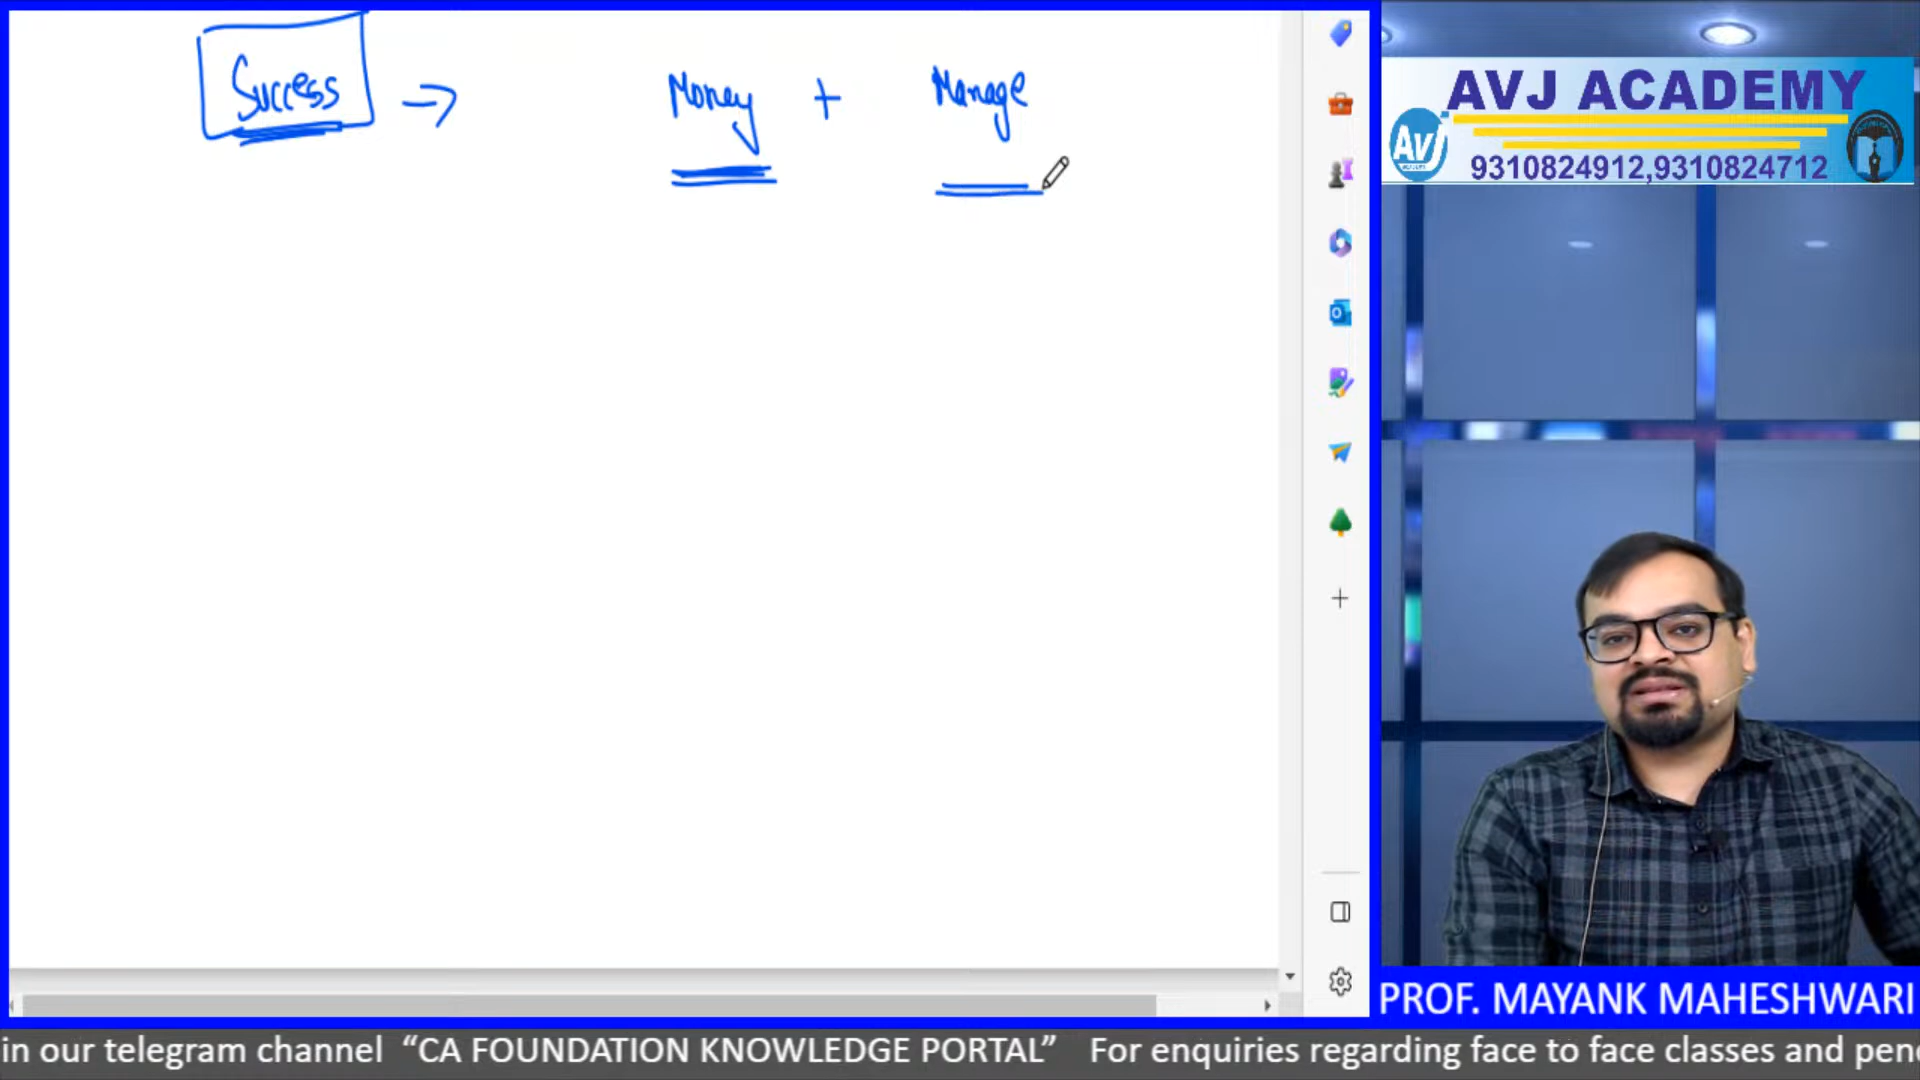 Success → Money + Manage
AVJ ACADEMY
AVJ
9310824912,9310824712
PROF. MAYANK MAHESHWARI
in our telegram channel “CA FOUNDATION KNOWLEDGE PORTAL” For enquiries regarding face to face classes and pen